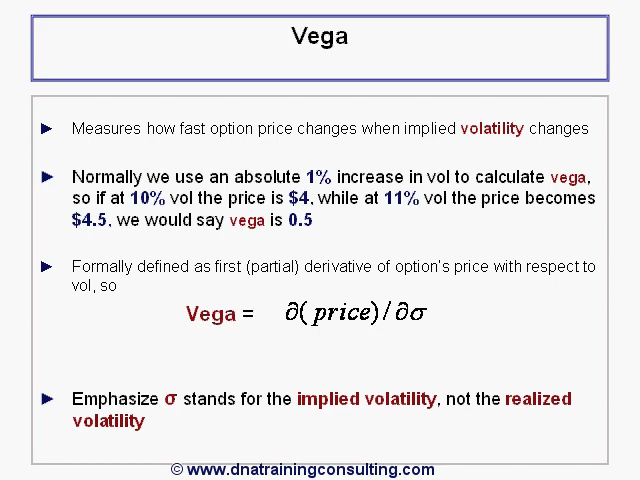 Vega
► Measures how fast option price changes when implied volatility changes
► Normally we use an absolute 1% increase in vol to calculate vega,
so if at 10% vol the price is $4, while at 11% vol the price becomes
$4.5, we would say vega is 0.5
► Formally defined as first (partial) derivative of option's price with respect to
vol, so
Vega = ∂(price)/∂σ
► Emphasize σ stands for the implied volatility, not the realized
volatility
© www.dnatrainingconsulting.com